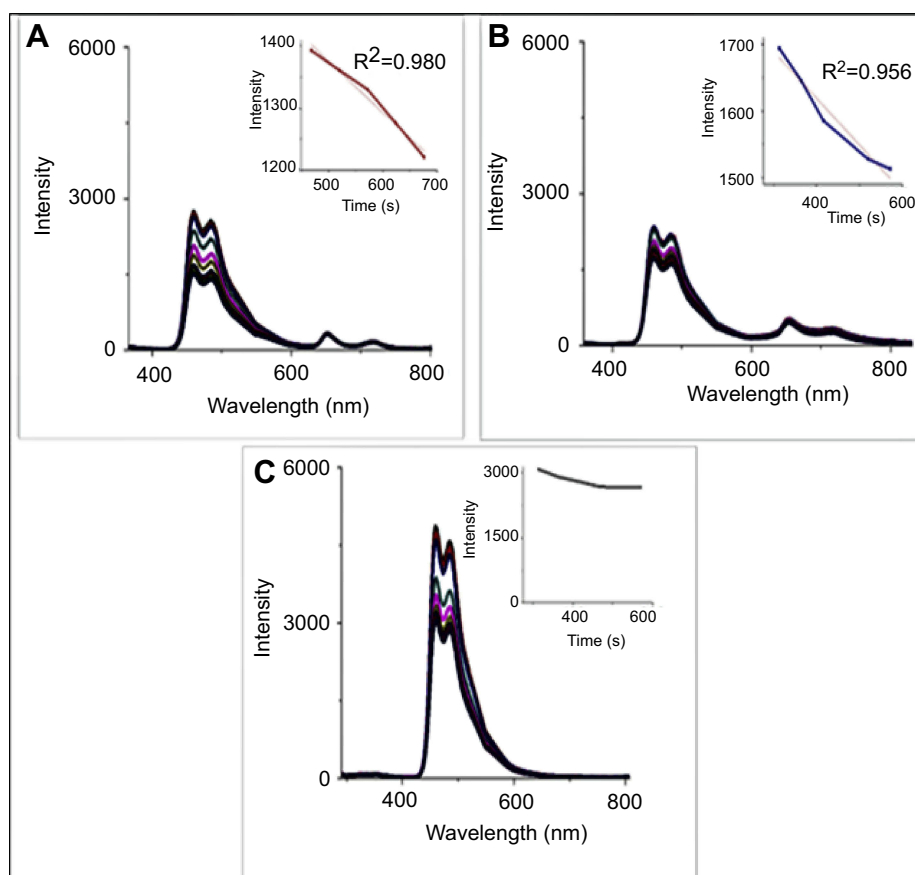 A
6000
3000
0
Intensity
400
600
800
Wavelength (nm)
1400
1300
1200
Intensity
R²=0.980
500
600
700
Time (s)
B
6000
3000
0
Intensity
400
600
800
Wavelength (nm)
1700
1600
1500
Intensity
R²=0.956
400
600
Time (s)
C
6000
3000
0
Intensity
400
600
800
Wavelength (nm)
3000
1500
0
Intensity
400
600
Time (s)